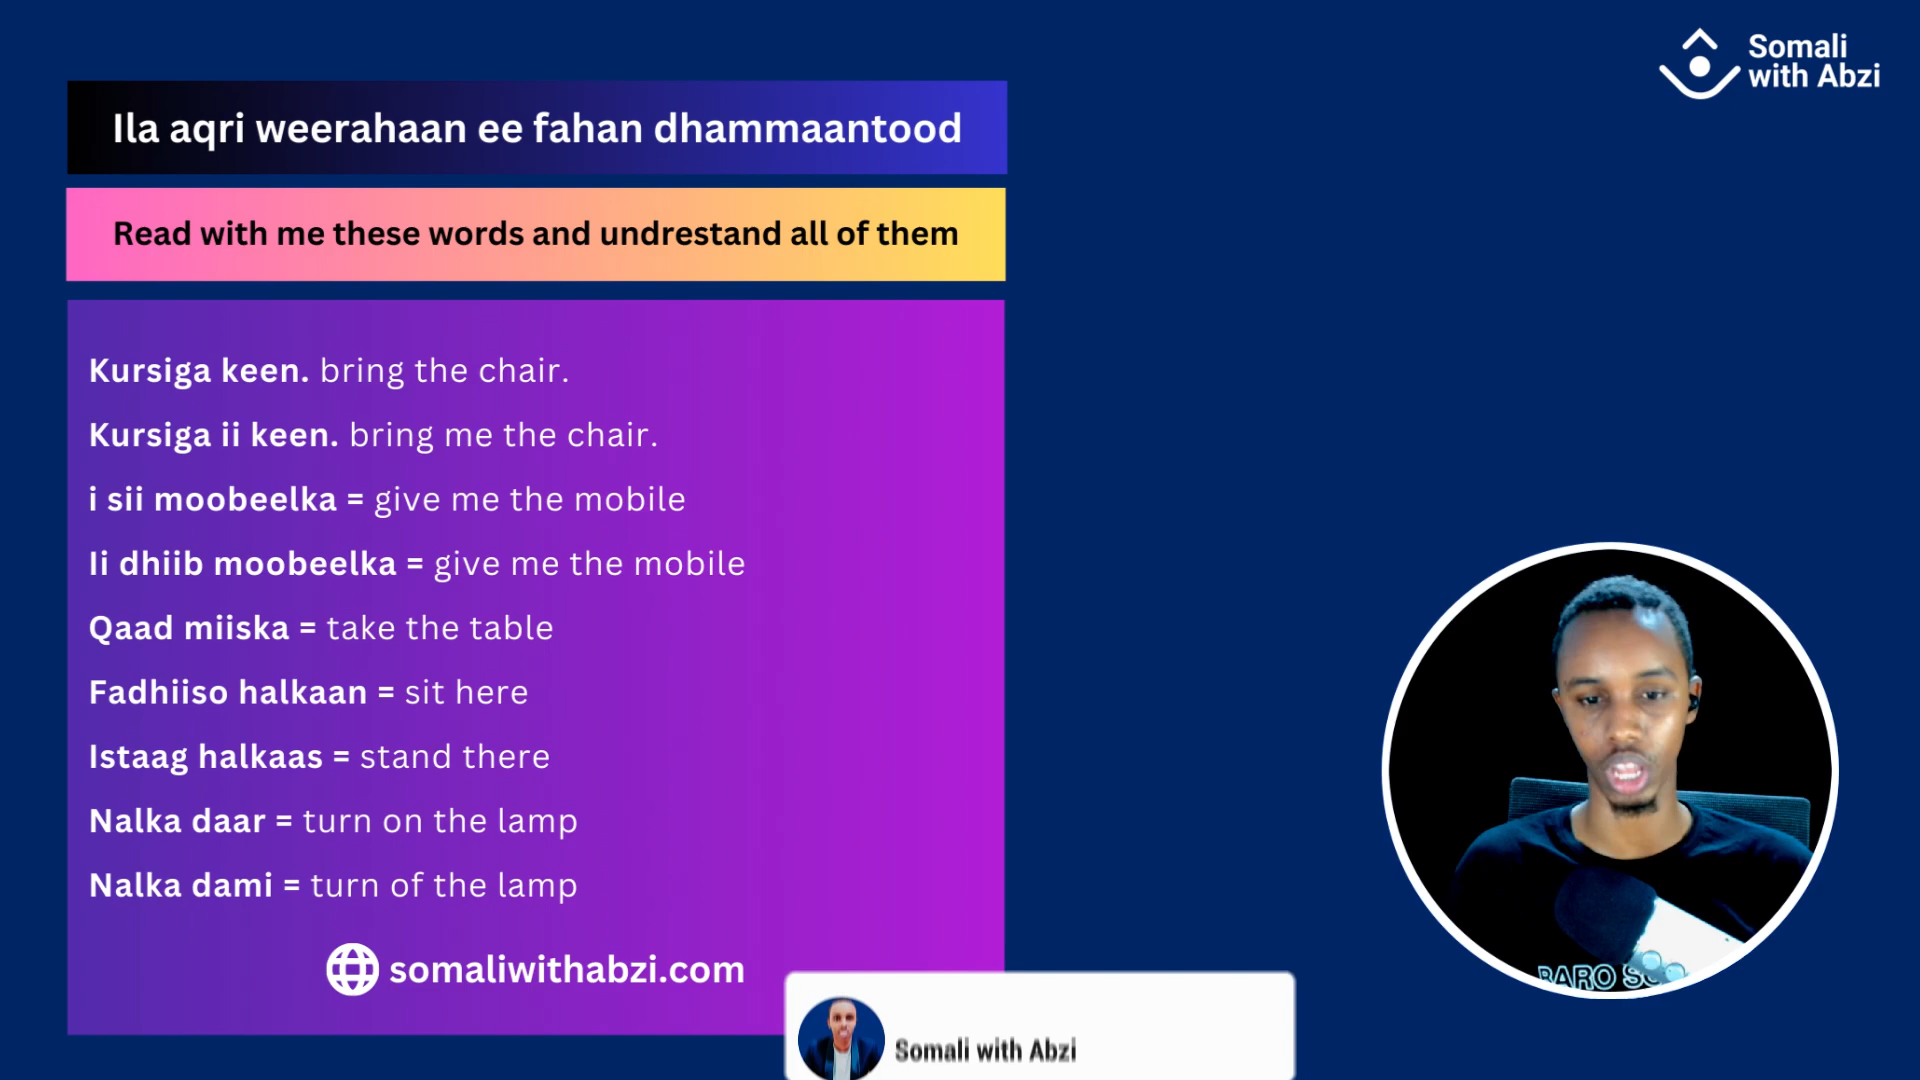 Somali
with Abzi
Ila aqri weerahaan ee fahan dhammaantood
Read with me these words and undrestand all of them
Kursiga keen. bring the chair.
Kursiga ii keen. bring me the chair.
i sii moobeelka = give me the mobile
Ii dhiib moobeelka = give me the mobile
Qaad miiska = take the table
Fadhiiso halkaan = sit here
Istaag halkaas = stand there
Nalka daar = turn on the lamp
Nalka dami = turn of the lamp
somaliwithabzi.com
BARO
Somali with Abzi